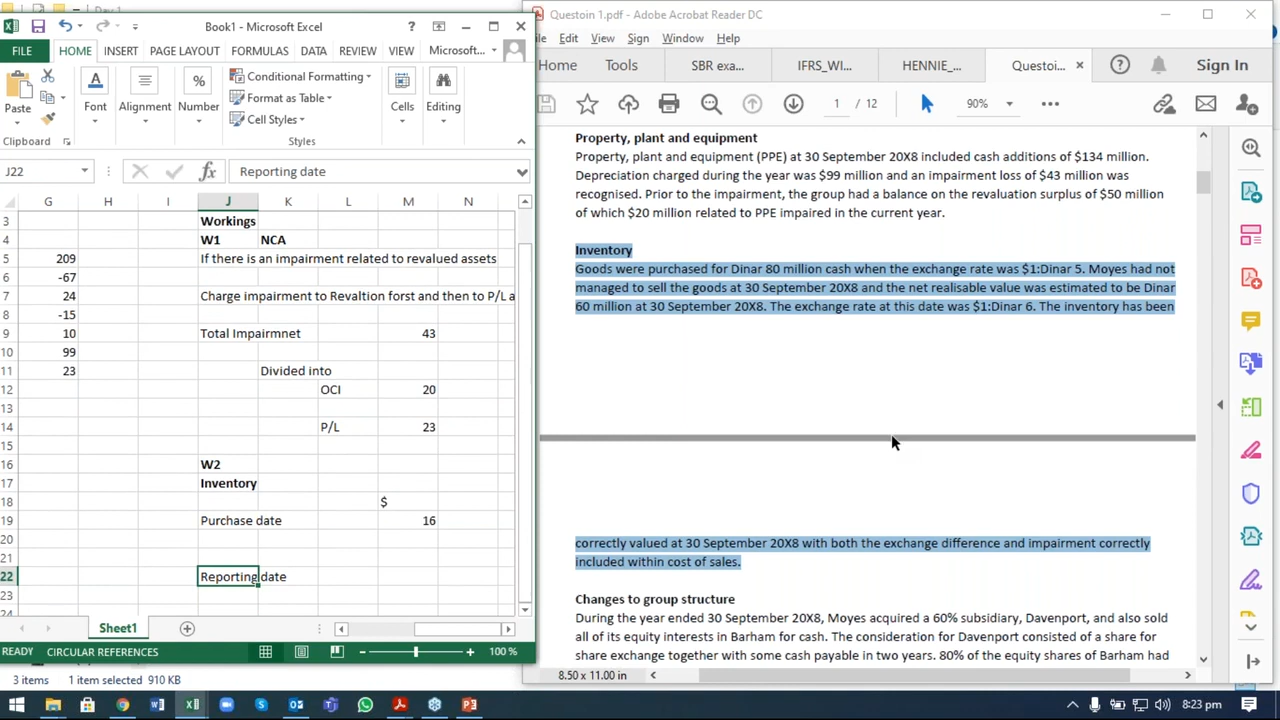 Day 1
Book1 - Microsoft Excel
?
FILE
HOME
INSERT
PAGE LAYOUT
FORMULAS
DATA
REVIEW
VIEW
Microsoft...
Paste
Clipboard
Font
Alignment
Number
Conditional Formatting
Format as Table
Cell Styles
Styles
Cells
Editing
J22
fx
Reporting date
G H I J K L M N
3 Workings
4 W1 NCA
5 209 If there is an impairment related to revalued assets
6 -67
7 24 Charge impairment to Revaltion forst and then to P/L a
8 -15
9 10 Total Impairmnet 43
10 99
11 23 Divided into
12 OCI 20
13
14 P/L 23
15
16 W2
17 Inventory
18 $
19 Purchase date 16
20
21
22 Reporting date
23
24
Sheet1
READY CIRCULAR REFERENCES
100 %
3 items 1 item selected 910 KB
Questoin 1.pdf - Adobe Acrobat Reader DC
ile Edit View Sign Window Help
Home Tools SBR exa... IFRS_WI... HENNIE_... Questoi... × ? Sign In
1 / 12 90%
Property, plant and equipment
Property, plant and equipment (PPE) at 30 September 20X8 included cash additions of $134 million.
Depreciation charged during the year was $99 million and an impairment loss of $43 million was
recognised. Prior to the impairment, the group had a balance on the revaluation surplus of $50 million
of which $20 million related to PPE impaired in the current year.
Inventory
Goods were purchased for Dinar 80 million cash when the exchange rate was $1:Dinar 5. Moyes had not
managed to sell the goods at 30 September 20X8 and the net realisable value was estimated to be Dinar
60 million at 30 September 20X8. The exchange rate at this date was $1:Dinar 6. The inventory has been
correctly valued at 30 September 20X8 with both the exchange difference and impairment correctly
included within cost of sales.
Changes to group structure
During the year ended 30 September 20X8, Moyes acquired a 60% subsidiary, Davenport, and also sold
all of its equity interests in Barham for cash. The consideration for Davenport consisted of a share for
share exchange together with some cash payable in two years. 80% of the equity shares of Barham had
8.50 x 11.00 in
8:23 pm